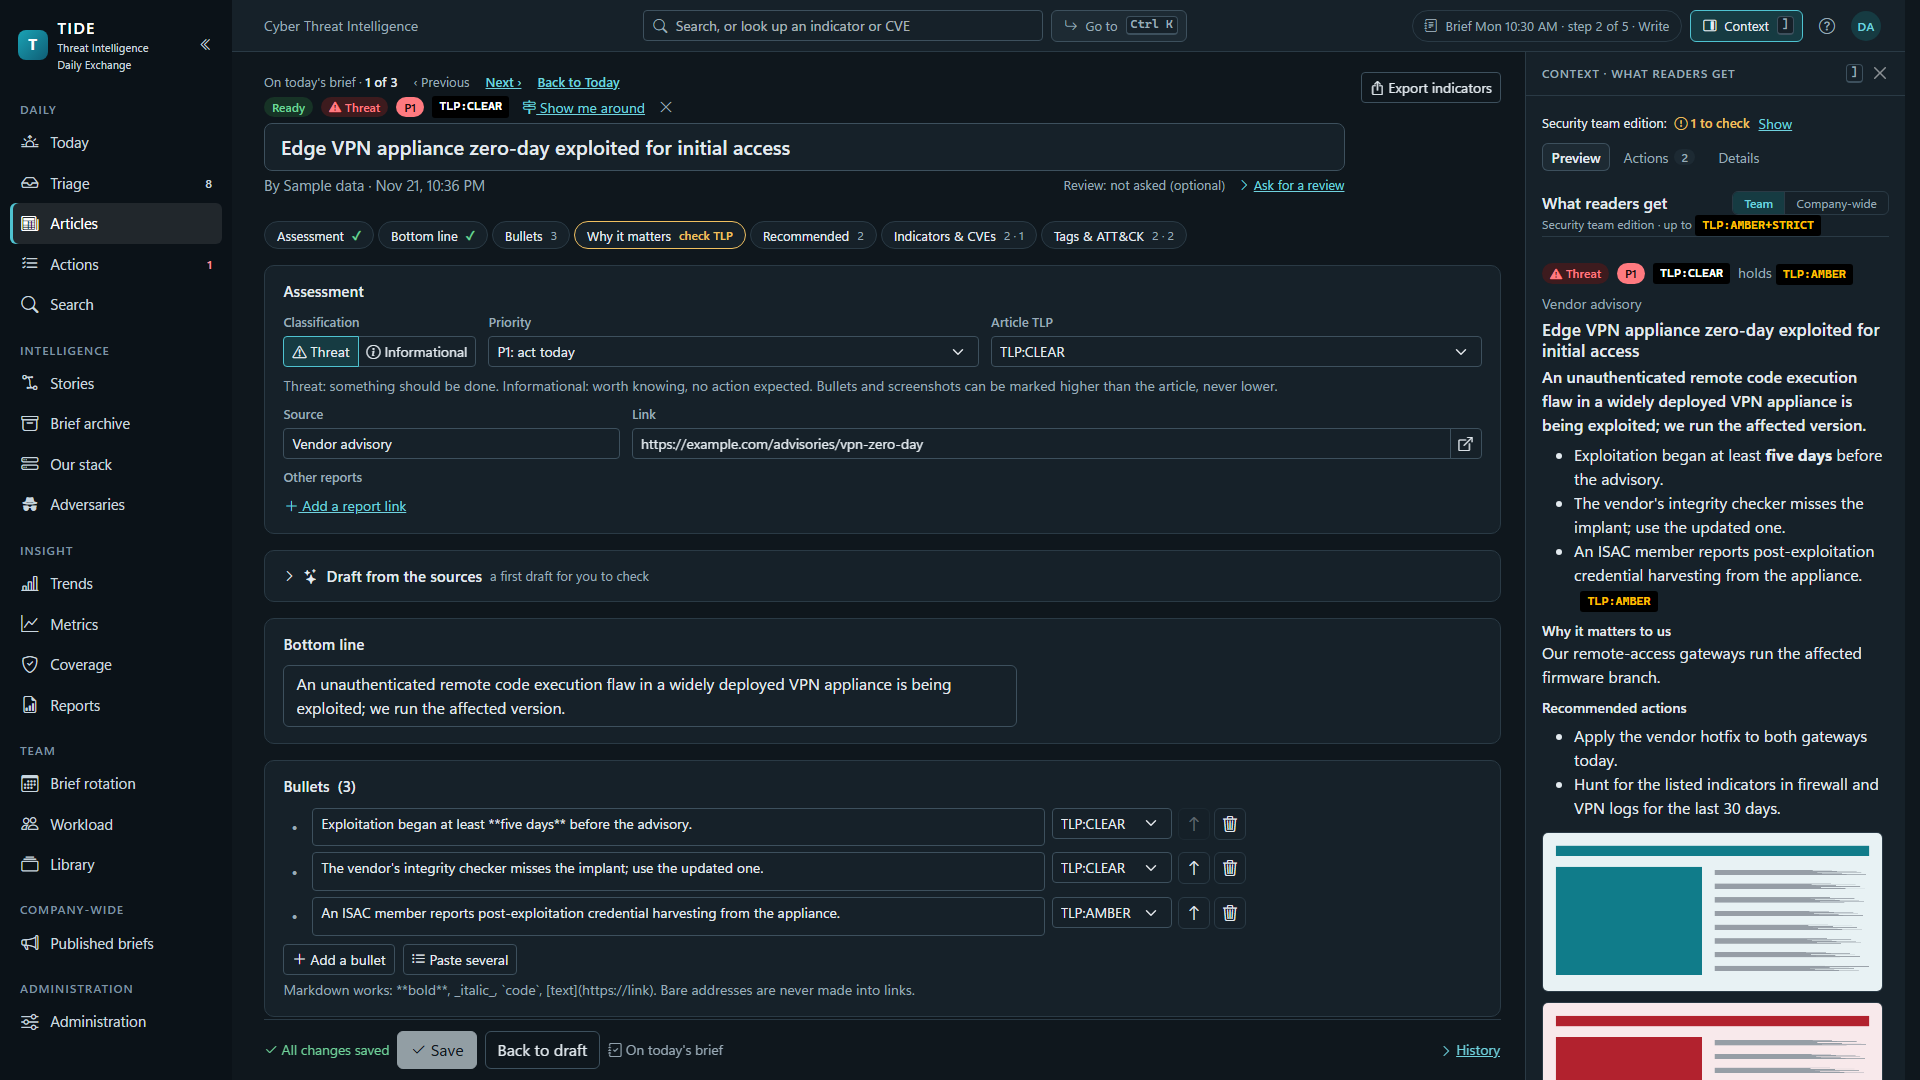 T
TIDE
Threat Intelligence
Daily Exchange
DAILY
Today
Triage 8
Articles
Actions 1
Search
INTELLIGENCE
Stories
Brief archive
Our stack
Adversaries
INSIGHT
Trends
Metrics
Coverage
Reports
TEAM
Brief rotation
Workload
Library
COMPANY-WIDE
Published briefs
ADMINISTRATION
Administration
Cyber Threat Intelligence
Search, or look up an indicator or CVE
Go to Ctrl K
Brief Mon 10:30 AM · step 2 of 5 · Write
Context ]
DA
On today's brief · 1 of 3 ‹ Previous Next › Back to Today
Export indicators
Ready Threat P1 TLP:CLEAR Show me around
Edge VPN appliance zero-day exploited for initial access
By Sample data · Nov 21, 10:36 PM
Review: not asked (optional) Ask for a review
Assessment ✓ Bottom line ✓ Bullets 3 Why it matters check TLP Recommended 2 Indicators & CVEs 2 · 1 Tags & ATT&CK 2 · 2
Assessment
Classification Priority Article TLP
Threat Informational P1: act today TLP:CLEAR
Threat: something should be done. Informational: worth knowing, no action expected. Bullets and screenshots can be marked higher than the article, never lower.
Source Link
Vendor advisory https://example.com/advisories/vpn-zero-day
Other reports
+ Add a report link
Draft from the sources a first draft for you to check
Bottom line
An unauthenticated remote code execution flaw in a widely deployed VPN appliance is being
exploited; we run the affected version.
Bullets (3)
Exploitation began at least **five days** before the advisory. TLP:CLEAR
The vendor's integrity checker misses the implant; use the updated one. TLP:CLEAR
An ISAC member reports post-exploitation credential harvesting from the appliance. TLP:AMBER
+ Add a bullet Paste several
Markdown works: **bold**, _italic_, `code`, [text](https://link). Bare addresses are never made into links.
✓ All changes saved ✓ Save Back to draft On today's brief History
CONTEXT · WHAT READERS GET ]
Security team edition: 1 to check Show
Preview Actions 2 Details
What readers get Team Company-wide
Security team edition · up to TLP:AMBER+STRICT
Threat P1 TLP:CLEAR holds TLP:AMBER
Vendor advisory
Edge VPN appliance zero-day exploited for
initial access
An unauthenticated remote code execution
flaw in a widely deployed VPN appliance is
being exploited; we run the affected version.
• Exploitation began at least five days before
the advisory.
• The vendor's integrity checker misses the
implant; use the updated one.
• An ISAC member reports post-exploitation
credential harvesting from the appliance.
TLP:AMBER
Why it matters to us
Our remote-access gateways run the affected
firmware branch.
Recommended actions
• Apply the vendor hotfix to both gateways
today.
• Hunt for the listed indicators in firewall and
VPN logs for the last 30 days.